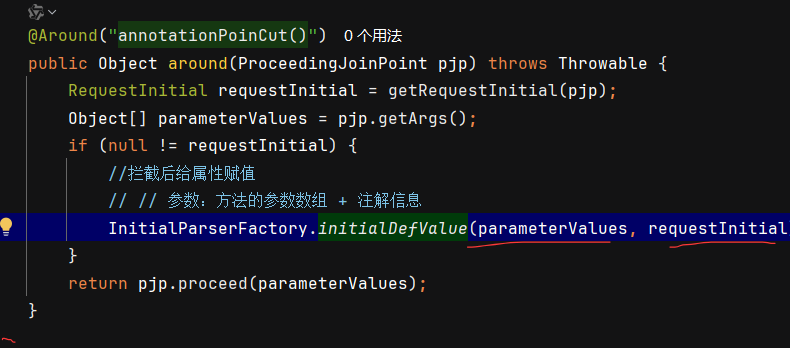 @Around("annotationPoinCut()") 0 个用法
public Object around(ProceedingJoinPoint pjp) throws Throwable {
RequestInitial requestInitial = getRequestInitial(pjp);
Object[] parameterValues = pjp.getArgs();
if (null != requestInitial) {
//拦截后给属性赋值
// // 参数：方法的参数数组 + 注解信息
InitialParserFactory.initialDefValue(parameterValues, requestInitial
}
return pjp.proceed(parameterValues);
}